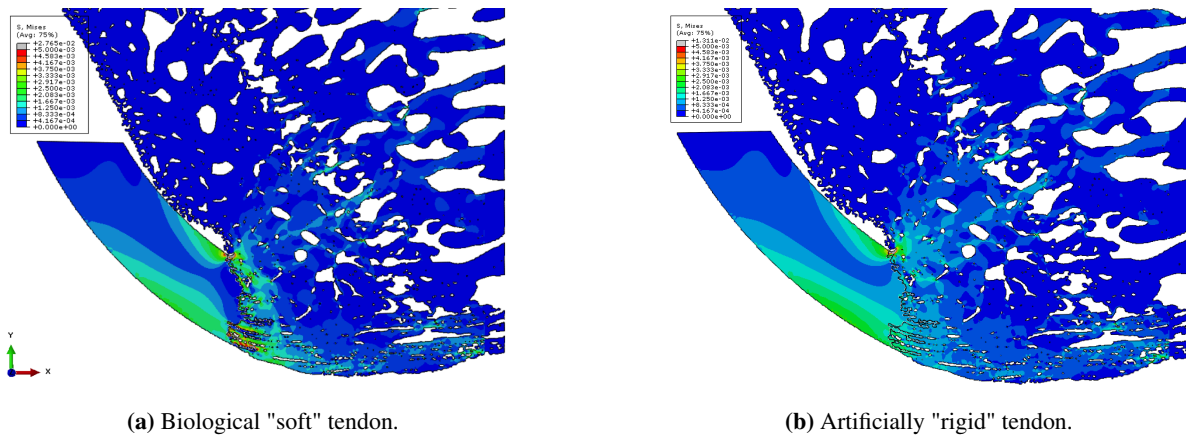 S, Mises
(Avg: 75%)
+2.765e-02
+5.000e-03
+4.583e-03
+4.167e-03
+3.750e-03
+3.333e-03
+2.917e-03
+2.500e-03
+2.083e-03
+1.667e-03
+1.250e-03
+8.333e-04
+4.167e-04
+0.000e+00
Y
X
(a) Biological "soft" tendon.
S, Mises
(Avg: 75%)
+1.311e-02
+5.000e-03
+4.583e-03
+4.167e-03
+3.750e-03
+3.333e-03
+2.917e-03
+2.500e-03
+2.083e-03
+1.667e-03
+1.250e-03
+8.333e-04
+4.167e-04
+0.000e+00
(b) Artificially "rigid" tendon.